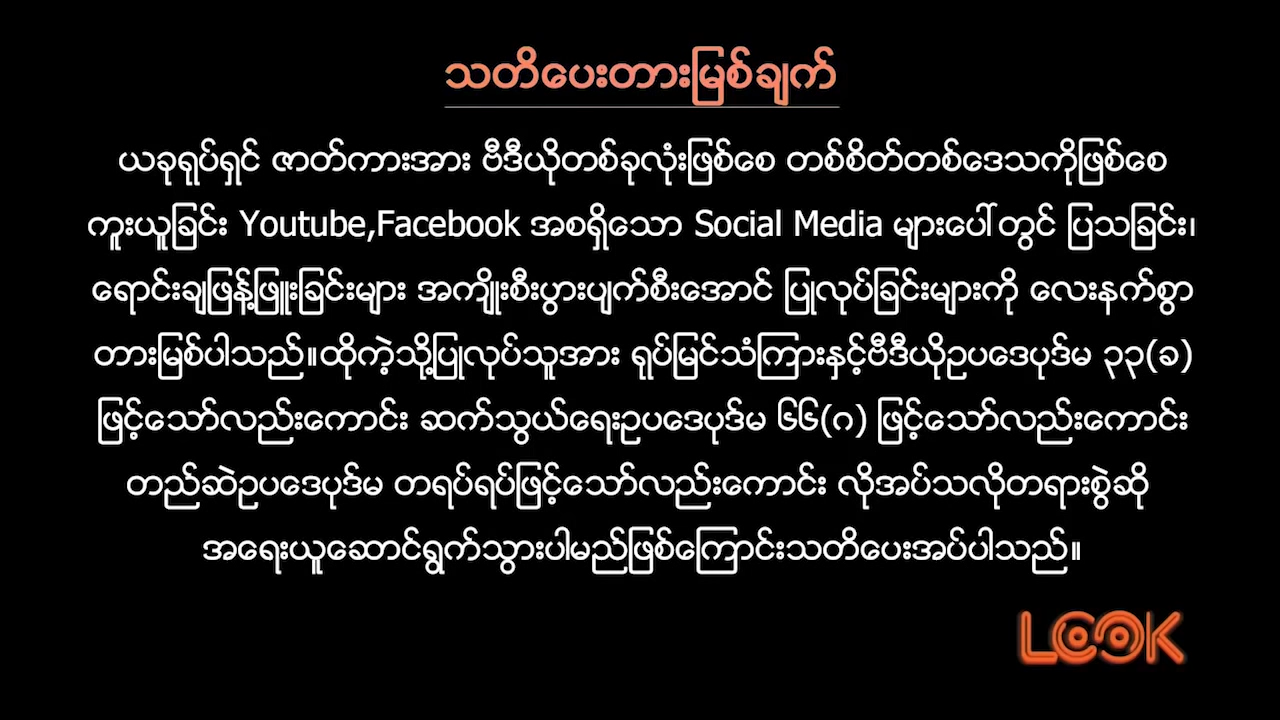 သတိပေးတားမြစ်ချက်
ယခုရုပ်ရှင် ဇာတ်ကားအား ဗီဒီယိုတစ်ခုလုံးဖြစ်စေ တစ်စိတ်တစ်ဒေသကိုဖြစ်စေ
ကူးယူခြင်း Youtube,Facebook အစရှိသော Social Media များပေါ်တွင် ပြသခြင်း၊
ရောင်းချဖြန့်ဖြူးခြင်းများ အကျိုးစီးပွားပျက်စီးအောင် ပြုလုပ်ခြင်းများကို လေးနက်စွာ
တားမြစ်ပါသည်။ထိုကဲ့သို့ပြုလုပ်သူအား ရုပ်မြင်သံကြားနှင့်ဗီဒီယိုဥပဒေပုဒ်မ ၃၃(ခ)
ဖြင့်သော်လည်းကောင်း ဆက်သွယ်ရေးဥပဒေပုဒ်မ ၆၆(ဂ) ဖြင့်သော်လည်းကောင်း
တည်ဆဲဥပဒေပုဒ်မ တရပ်ရပ်ဖြင့်သော်လည်းကောင်း လိုအပ်သလိုတရားစွဲဆို
အရေးယူဆောင်ရွက်သွားပါမည်ဖြစ်ကြောင်းသတိပေးအပ်ပါသည်။
LOOK